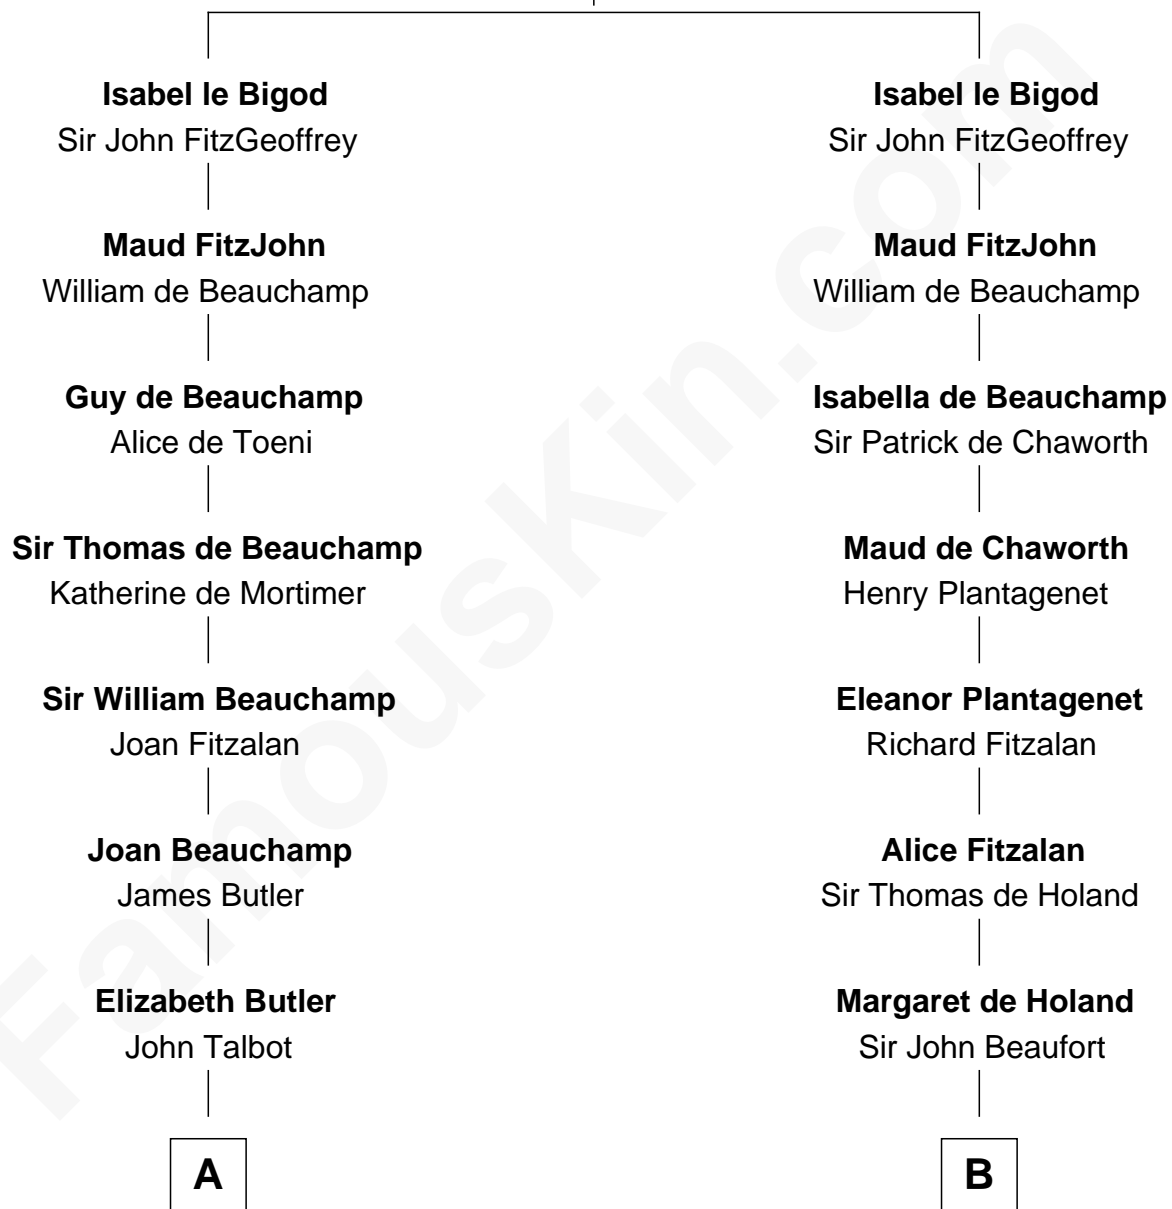 Isabel le Bigod
Sir John FitzGeoffrey
Maud FitzJohn
William de Beauchamp
Guy de Beauchamp
Alice de Toeni
Sir Thomas de Beauchamp
Katherine de Mortimer
Sir William Beauchamp
Joan Fitzalan
Joan Beauchamp
James Butler
Elizabeth Butler
John Talbot
A
Isabel le Bigod
Sir John FitzGeoffrey
Maud FitzJohn
William de Beauchamp
Isabella de Beauchamp
Sir Patrick de Chaworth
Maud de Chaworth
Henry Plantagenet
Eleanor Plantagenet
Richard Fitzalan
Alice Fitzalan
Sir Thomas de Holand
Margaret de Holand
Sir John Beaufort
B
FamousKin.com